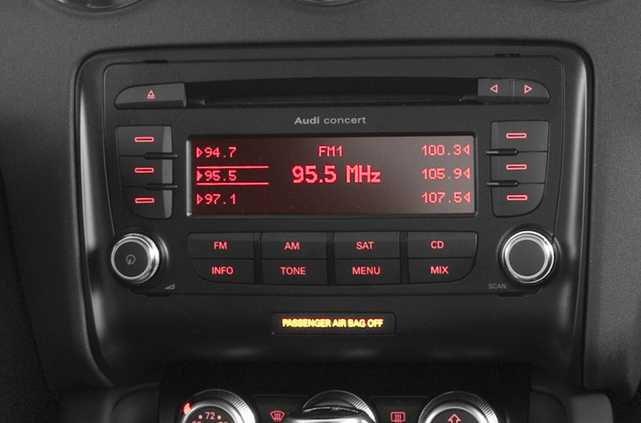 Audi concert
94.7 FM1 100.3
95.5 95.5 MHz 105.9
97.1 107.5
FM AM SAT CD
INFO TONE MENU MIX
SCAN
PASSENGER AIR BAG OFF
72